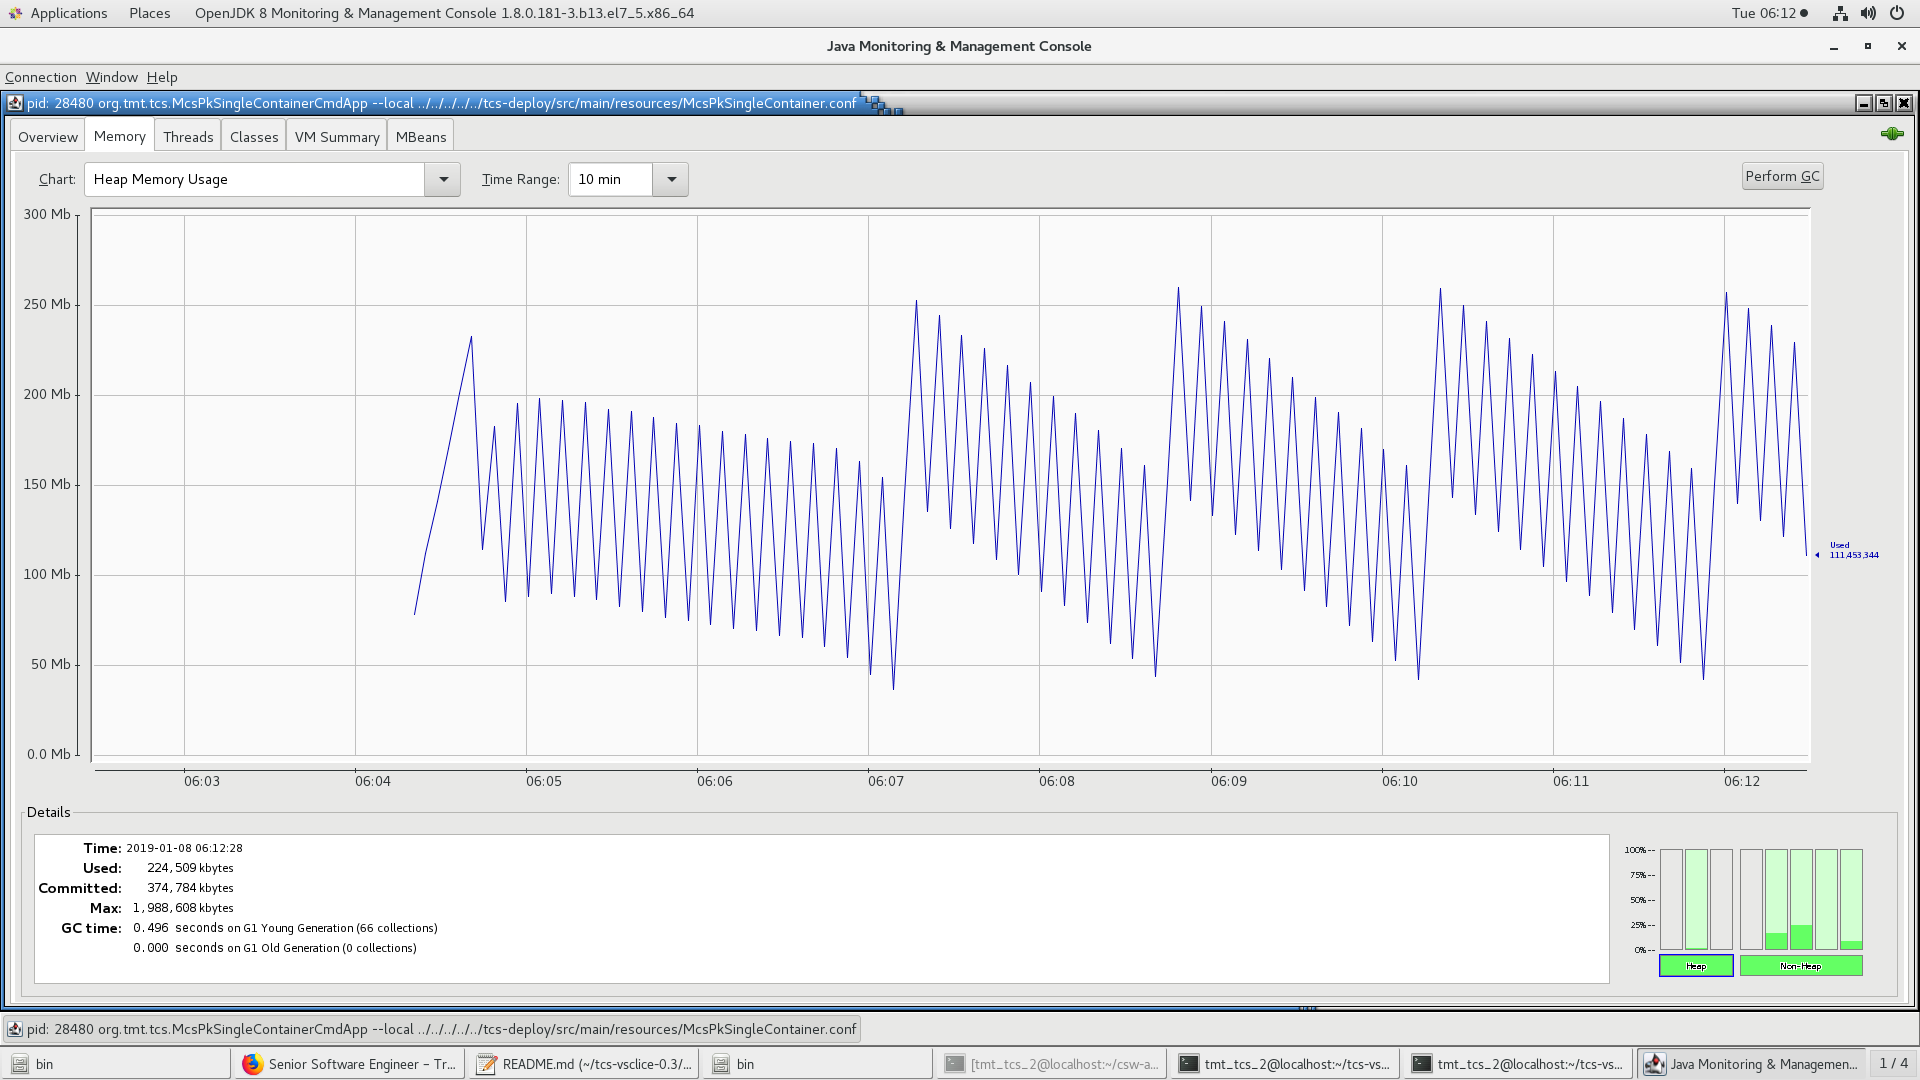 Applications Places OpenJDK 8 Monitoring & Management Console 1.8.0.181-3.b13.el7_5.x86_64 Tue 06:12
Java Monitoring & Management Console
Connection Window Help
pid: 28480 org.tmt.tcs.McsPkSingleContainerCmdApp --local ../../../../../tcs-deploy/src/main/resources/McsPkSingleContainer.conf
Overview Memory Threads Classes VM Summary MBeans
Chart: Heap Memory Usage Time Range: 10 min Perform GC
300 Mb
250 Mb
200 Mb
150 Mb
100 Mb
50 Mb
0.0 Mb
Used
111,453,344
06:03 06:04 06:05 06:06 06:07 06:08 06:09 06:10 06:11 06:12
Details
Time: 2019-01-08 06:12:28
Used: 224,509 kbytes
Committed: 374,784 kbytes
Max: 1,988,608 kbytes
GC time: 0.496 seconds on G1 Young Generation (66 collections)
0.000 seconds on G1 Old Generation (0 collections)
100%--
75%--
50%--
25%--
0%--
Heap Non-Heap
pid: 28480 org.tmt.tcs.McsPkSingleContainerCmdApp --local ../../../../../tcs-deploy/src/main/resources/McsPkSingleContainer.conf
bin Senior Software Engineer – Tr... README.md (~/tcs-vsclice-0.3/... bin [tmt_tcs_2@localhost:~/csw-a... tmt_tcs_2@localhost:~/tcs-vs... tmt_tcs_2@localhost:~/tcs-vs... Java Monitoring & Managemen... 1 / 4